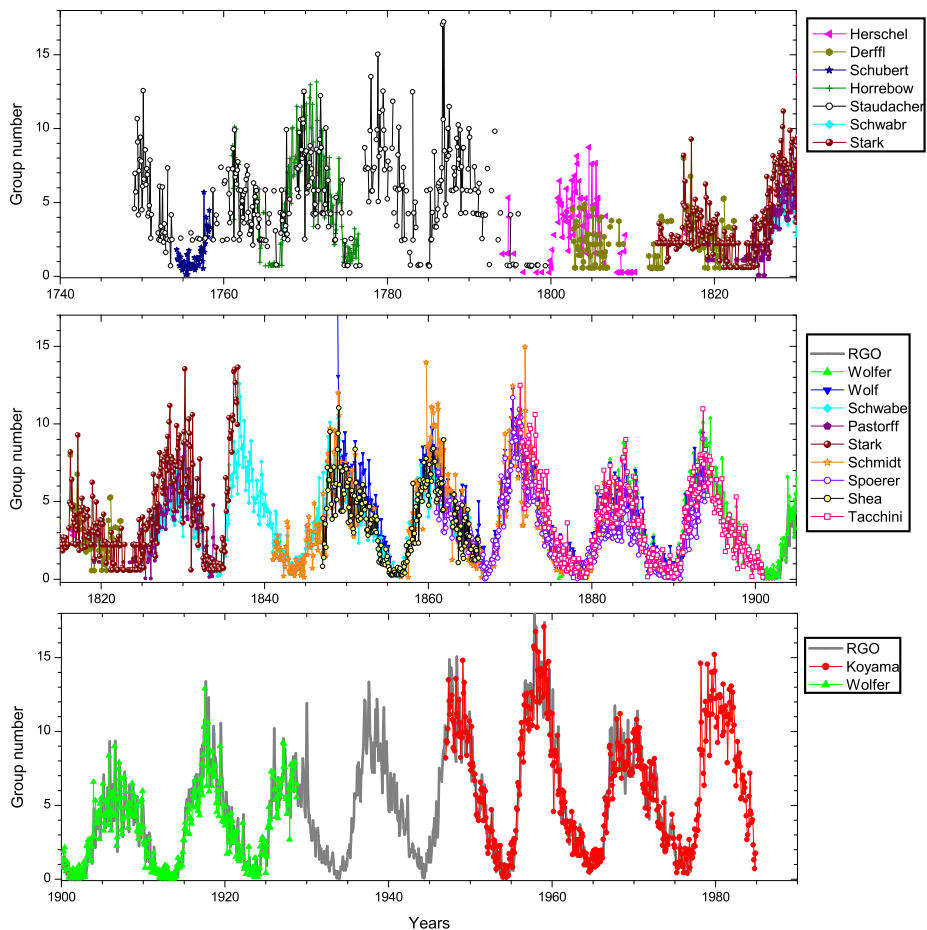 15
10
5
0
Group number
1740
1760
1780
1800
1820
Herschel
Derffl
Schubert
Horrebow
Staudacher
Schwabr
Stark
15
10
5
0
Group number
1820
1840
1860
1880
1900
RGO
Wolfer
Wolf
Schwabe
Pastorff
Stark
Schmidt
Spoerer
Shea
Tacchini
15
10
5
0
Group number
1900
1920
1940
1960
1980
Years
RGO
Koyama
Wolfer